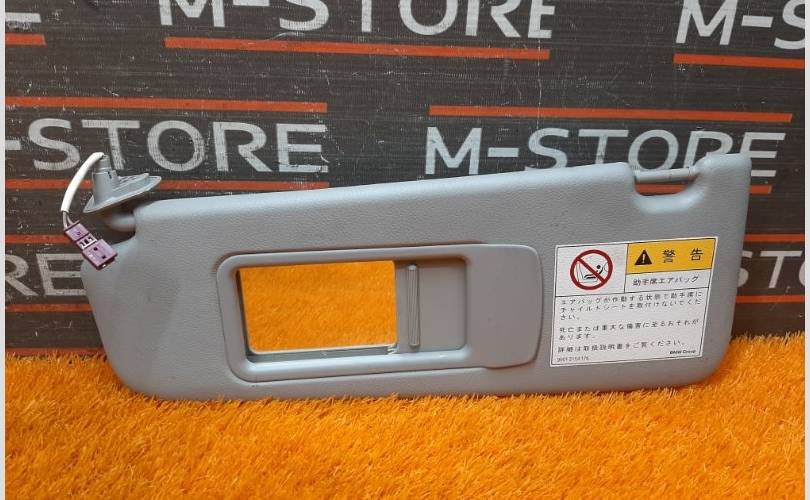 M-STORE
M-STORE
M-
STORE
M-STORE
M-STORE
警告
助手席エアバッグ
エアバッグが作動する状態で助手席に
チャイルドシートを取付けないでくだ
さい。
死亡または重大な傷害に至るおそれが
あります。
詳細は取扱説明書をご覧ください。
BMW Group